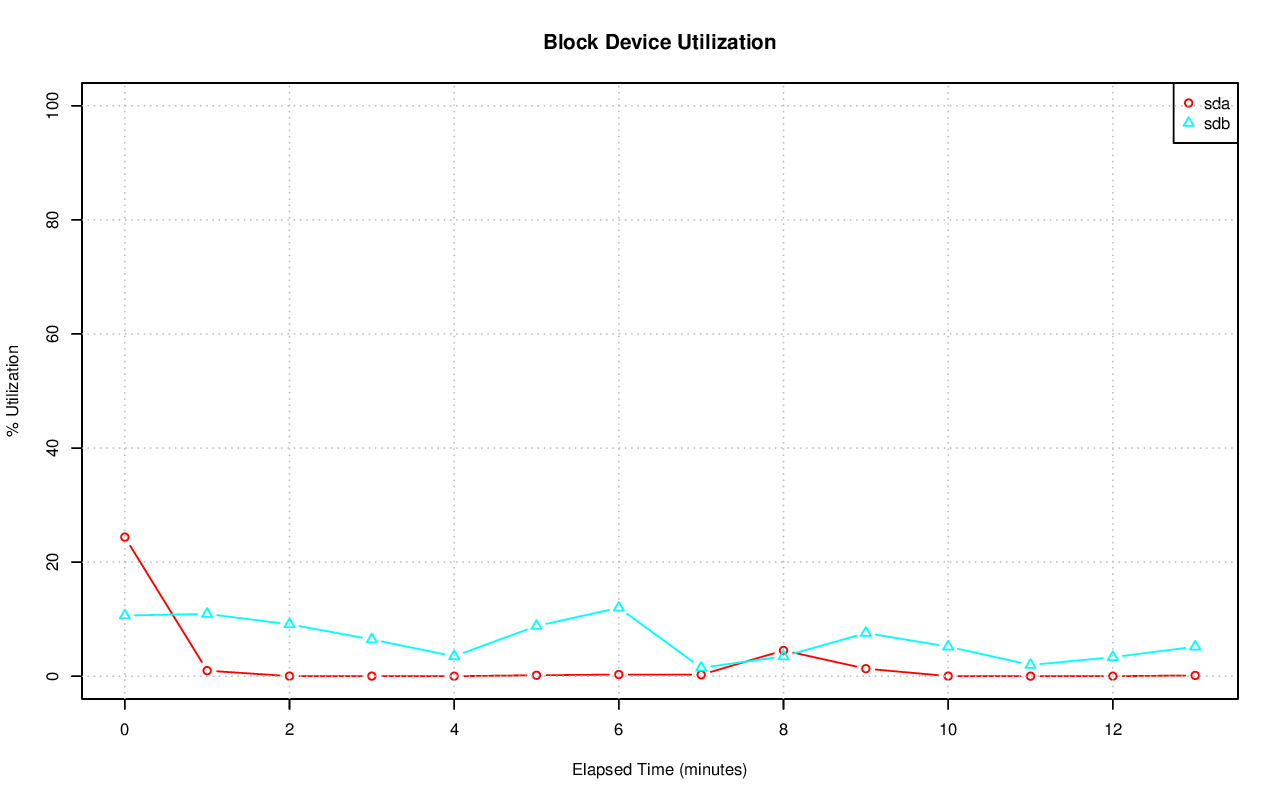 Block Device Utilization
sda
sdb
100
80
60
40
20
0
% Utilization
0 2 4 6 8 10 12
Elapsed Time (minutes)